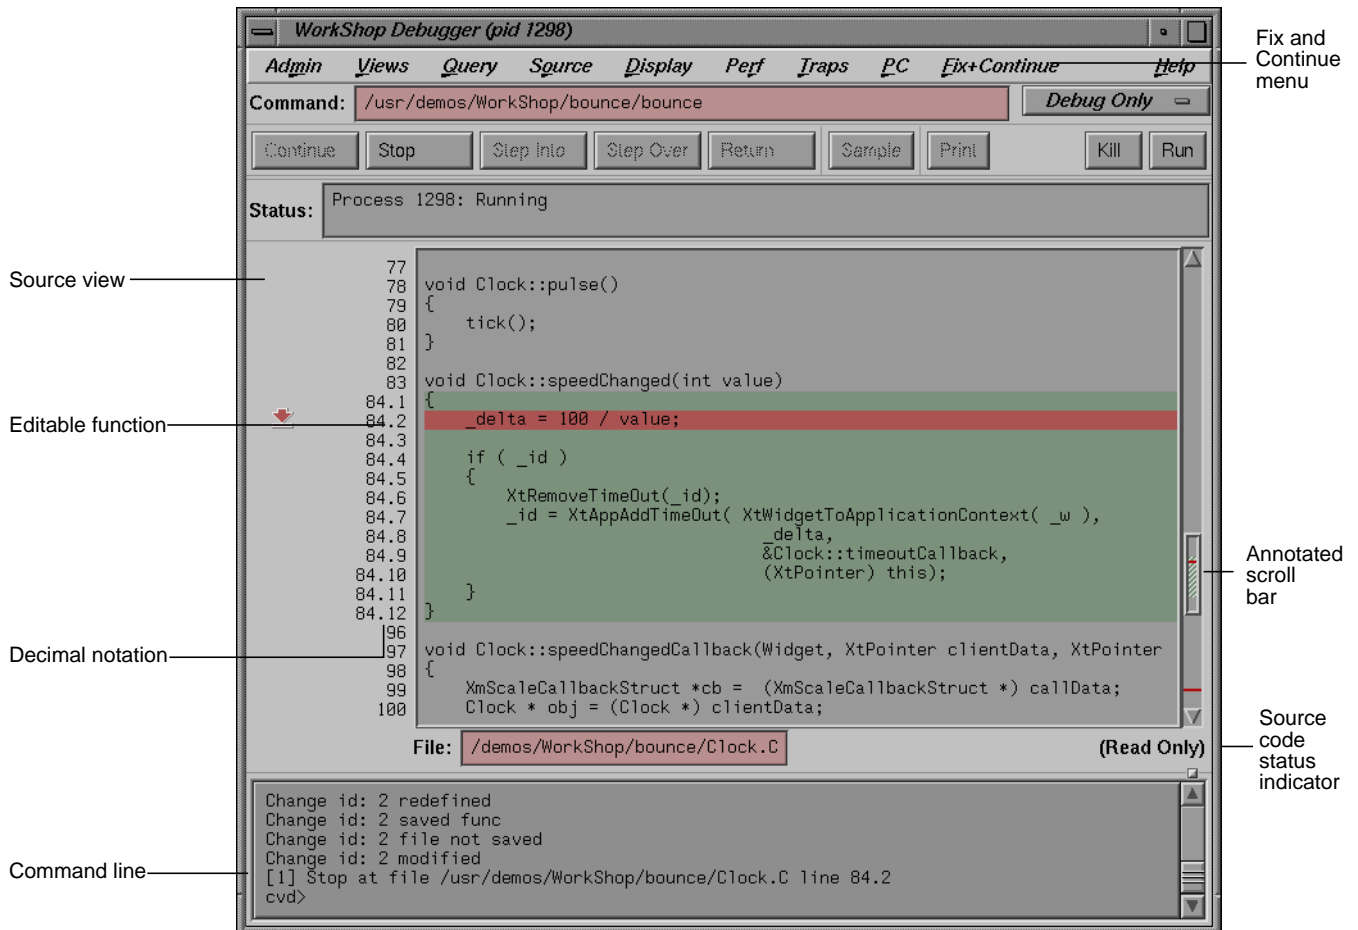 WorkShop Debugger (pid 1298)
Admin Views Query Source Display Perf Traps PC Fix+Continue Help
Fix and
Continue
menu
Command: /usr/demos/WorkShop/bounce/bounce Debug Only
Continue Stop Step Into Step Over Return Sample Print Kill Run
Status: Process 1298: Running
Source view
77
78 void Clock::pulse()
79 {
80     tick();
81 }
82
83 void Clock::speedChanged(int value)
84.1 {
Editable function
84.2     _delta = 100 / value;
84.3
84.4     if ( _id )
84.5     {
84.6         XtRemoveTimeOut(_id);
84.7         _id = XtAppAddTimeOut( XtWidgetToApplicationContext( _w ),
84.8                                  _delta,
84.9                                  &Clock::timeoutCallback,
84.10                                 (XtPointer) this);
84.11     }
84.12 }
Annotated
scroll
bar
96
Decimal notation
97 void Clock::speedChangedCallback(Widget, XtPointer clientData, XtPointer
98 {
99     XmScaleCallbackStruct *cb =  (XmScaleCallbackStruct *) callData;
100    Clock * obj = (Clock *) clientData;
File: /demos/WorkShop/bounce/Clock.C (Read Only)
Source
code
status
indicator
Change id: 2 redefined
Change id: 2 saved func
Change id: 2 file not saved
Change id: 2 modified
Command line
[1] Stop at file /usr/demos/WorkShop/bounce/Clock.C line 84.2
cvd>